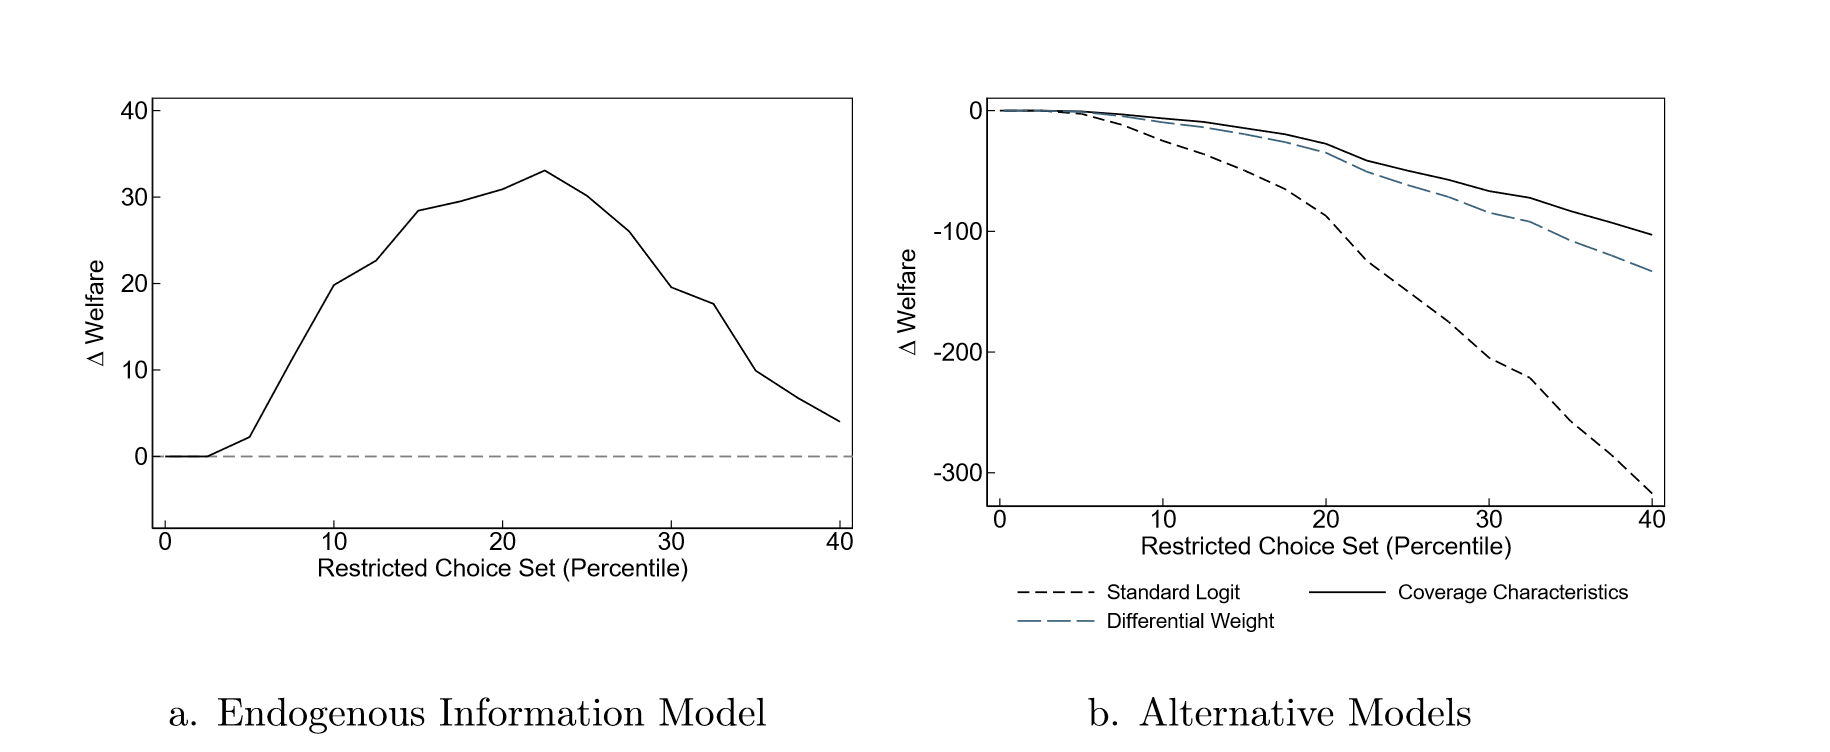 40
30
20
10
0
Δ Welfare
0 10 20 30 40
Restricted Choice Set (Percentile)
a. Endogenous Information Model
0
-100
-200
-300
Δ Welfare
0 10 20 30 40
Restricted Choice Set (Percentile)
Standard Logit
Coverage Characteristics
Differential Weight
b. Alternative Models